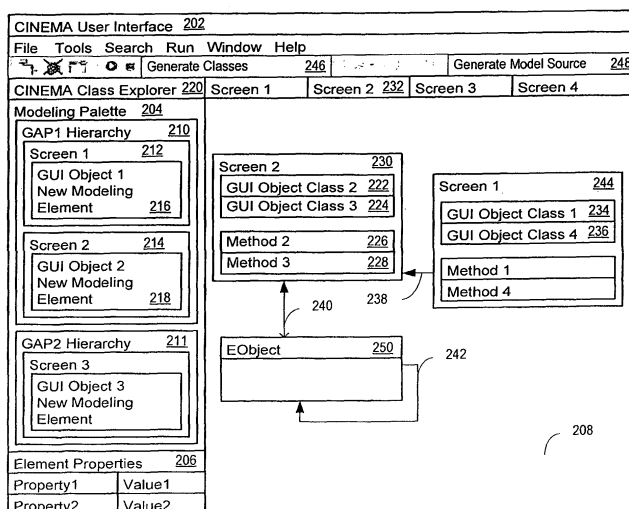 CINEMA User Interface 202
File Tools Search Run Window Help
Generate Classes 246 Generate Model Source 248
CINEMA Class Explorer 220 Screen 1 Screen 2 232 Screen 3 Screen 4
Modeling Palette 204
GAP1 Hierarchy 210
Screen 1 212
GUI Object 1
New Modeling
Element 216
Screen 2 214
GUI Object 2
New Modeling
Element 218
GAP2 Hierarchy 211
Screen 3
GUI Object 3
New Modeling
Element
Element Properties 206
Property1 Value1
Property2 Value2
Screen 2 230
GUI Object Class 2 222
GUI Object Class 3 224
Method 2 226
Method 3 228
Screen 1 244
GUI Object Class 1 234
GUI Object Class 4 236
Method 1
Method 4
238
240
EObject 250
242
208